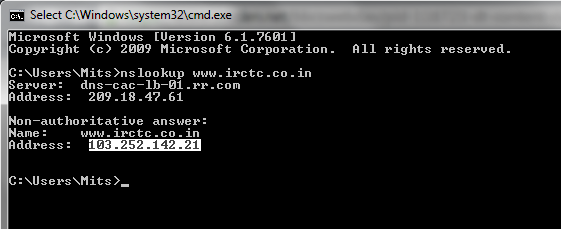 Select C:\Windows\system32\cmd.exe
Microsoft Windows [Version 6.1.7601]
Copyright (c) 2009 Microsoft Corporation.  All rights reserved.
C:\Users\Mits>nslookup www.irctc.co.in
Server:  dns-cac-lb-01.rr.com
Address:  209.18.47.61
Non-authoritative answer:
Name:    www.irctc.co.in
Address:  103.252.142.21
C:\Users\Mits>_